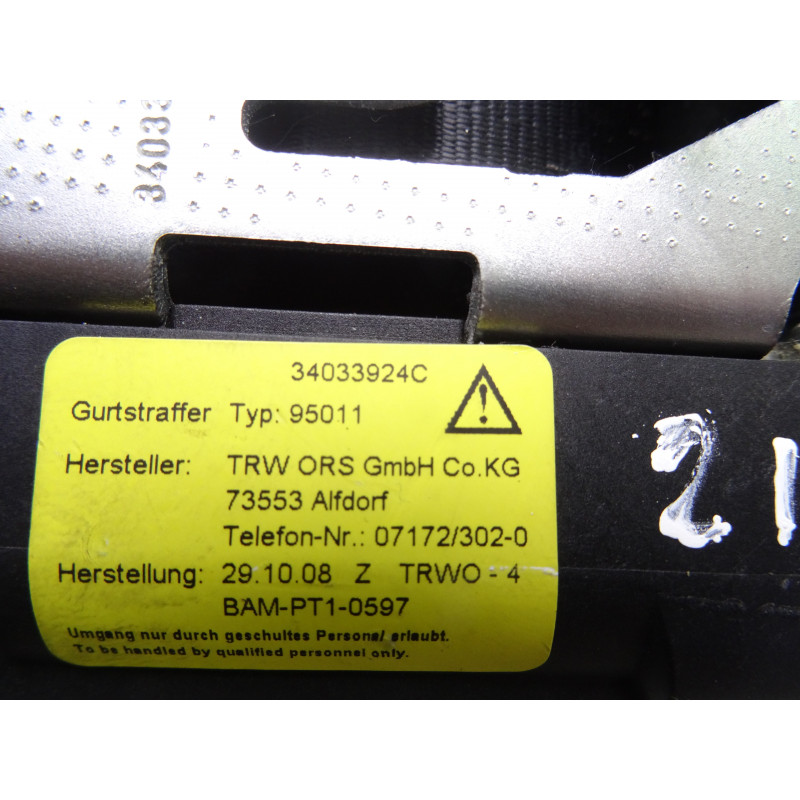 34033
34033924C
Gurtstraffer Typ: 95011
Hersteller: TRW ORS GmbH Co.KG
73553 Alfdorf
Telefon-Nr.: 07172/302-0
Herstellung: 29.10.08 Z TRWO - 4
BAM-PT1-0597
Umgang nur durch geschultes Personal erlaubt.
To be handled by qualified personnel only.
21